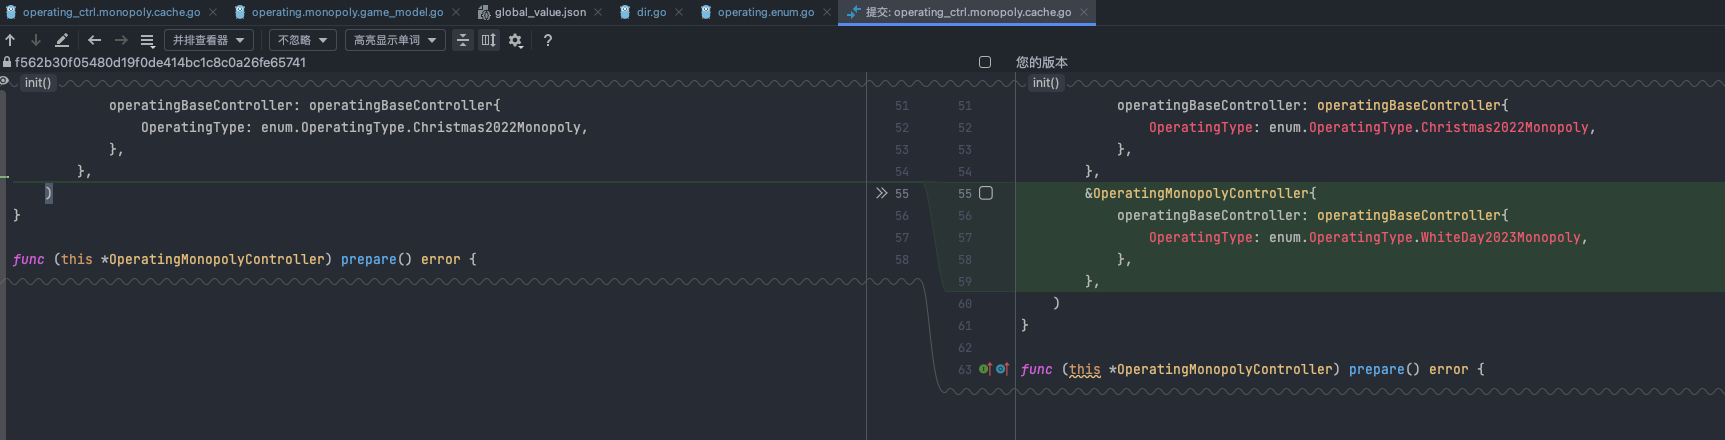 operating_ctrl.monopoly.cache.go operating.monopoly.game_model.go global_value.json dir.go operating.enum.go 提交: operating_ctrl.monopoly.cache.go
并排查看器 不忽略 高亮显示单词 ?
f562b30f05480d19f0de414bc1c8c0a26fe65741 您的版本
init() init()
operatingBaseController: operatingBaseController{ 51 51 operatingBaseController: operatingBaseController{
OperatingType: enum.OperatingType.Christmas2022Monopoly, 52 52 OperatingType: enum.OperatingType.Christmas2022Monopoly,
}, 53 53 },
}, 54 54 },
) 55 55 &OperatingMonopolyController{
} 56 56 operatingBaseController: operatingBaseController{
57 57 OperatingType: enum.OperatingType.WhiteDay2023Monopoly,
func (this *OperatingMonopolyController) prepare() error { 58 58 },
59 },
60 )
61 }
62
63 func (this *OperatingMonopolyController) prepare() error {